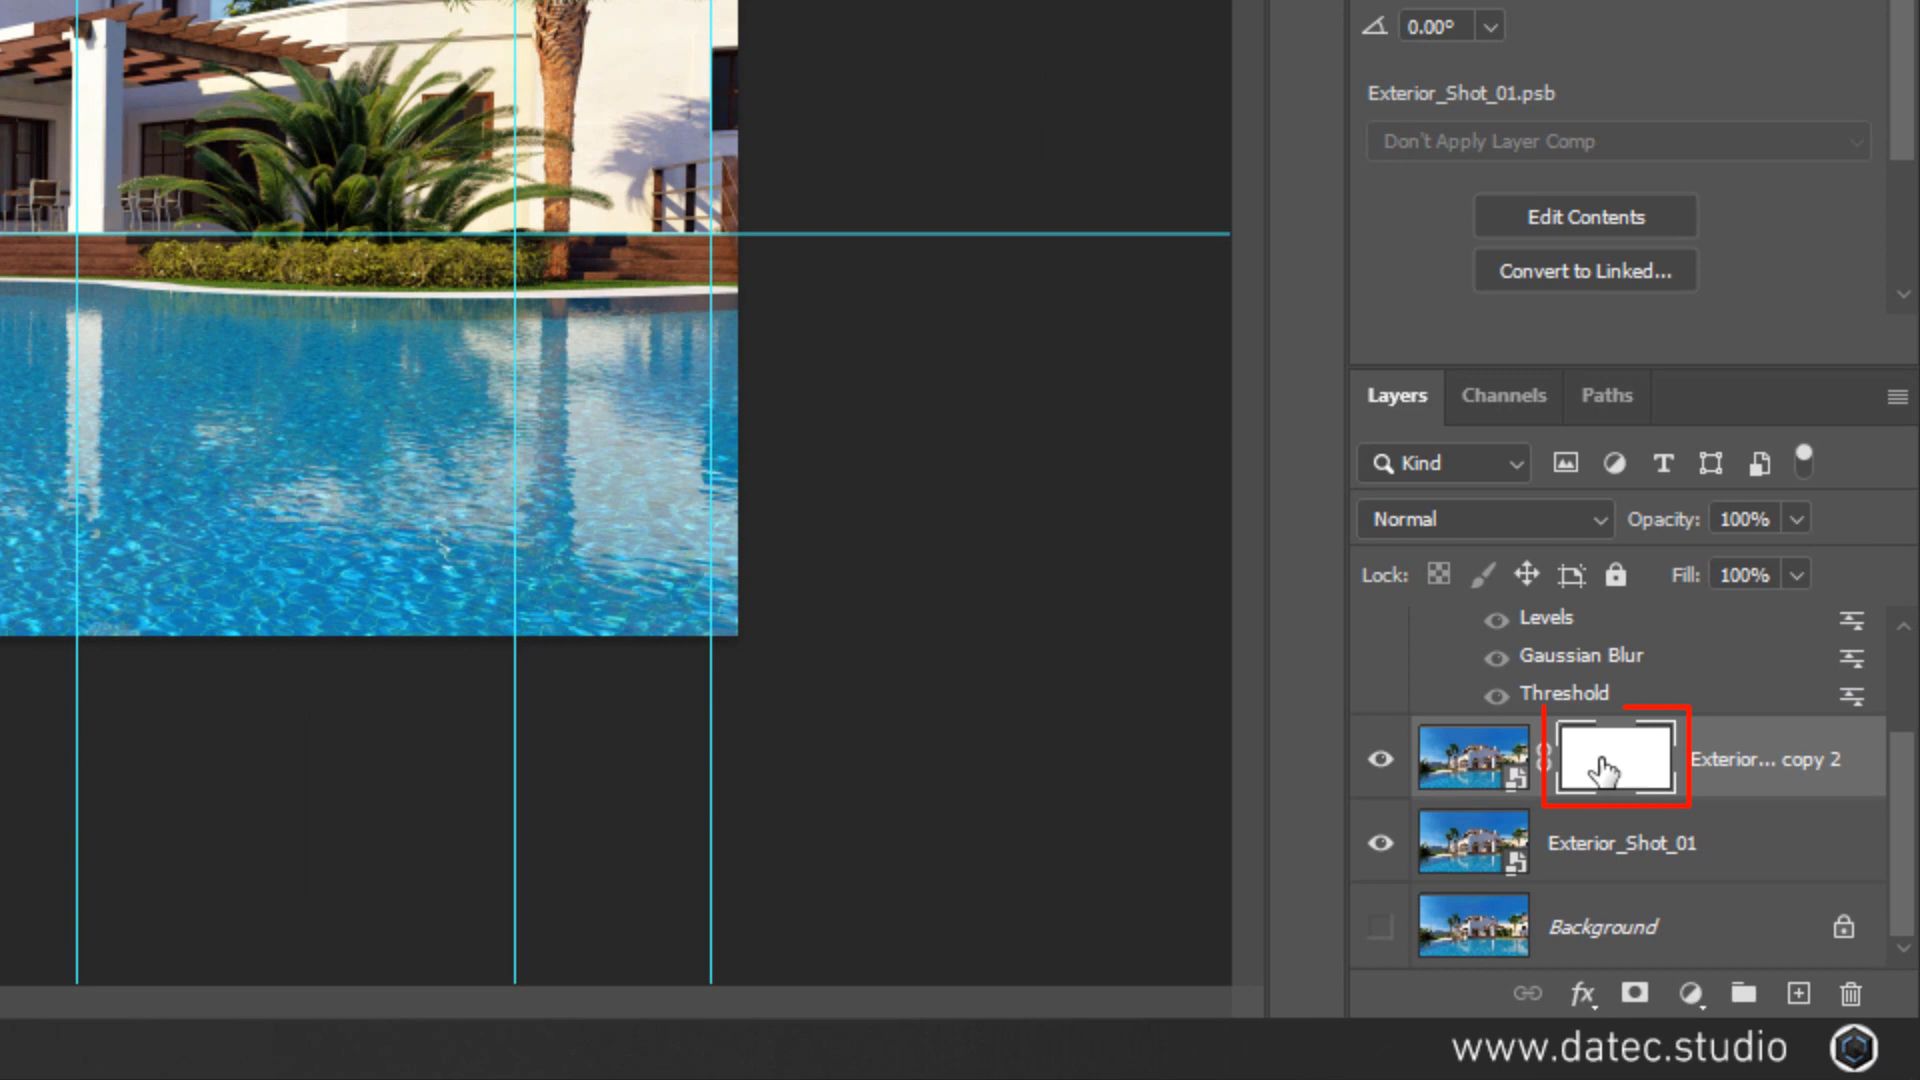 0.00°
Exterior_Shot_01.psb
Don't Apply Layer Comp
Edit Contents
Convert to Linked...
Layers
Channels
Paths
Kind
Normal
Opacity: 100%
Lock:
Fill: 100%
Levels
Gaussian Blur
Threshold
Exterior... copy 2
Exterior_Shot_01
Background
fx
www.datec.studio